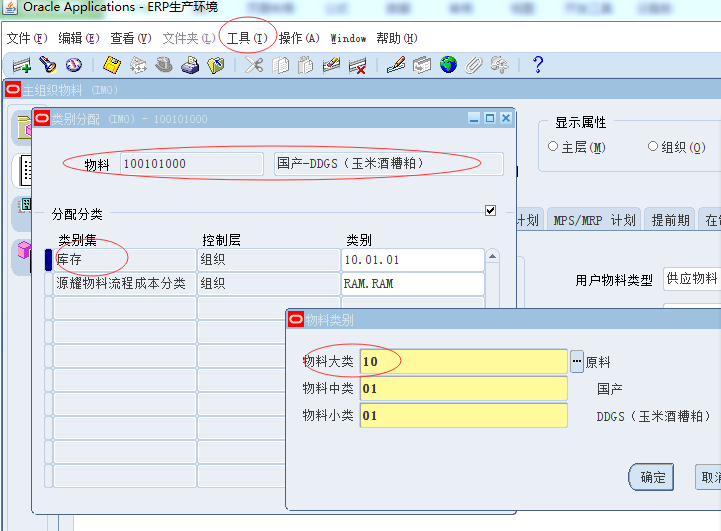 Oracle Applications - ERP生产环境
文件(F) 编辑(E) 查看(V) 文件夹(L) 工具(T) 操作(A) Window 帮助(H)
主组织物料 (IMO)
类别分配 (IMO) - 100101000
显示属性
主层(M) 组织(O)
物料 100101000 国产-DDGS (玉米酒糟粕)
分配分类
计划 MPS/MRP 计划 提前期
类别集 控制层 类别
库存 组织 10.01.01
用户物料类型 供应物料
源耀物料流程成本分类 组织 RAM.RAM
物料类别
物料大类 10 原料
物料中类 01 国产
物料小类 01 DDGS (玉米酒糟粕)
确定 取消